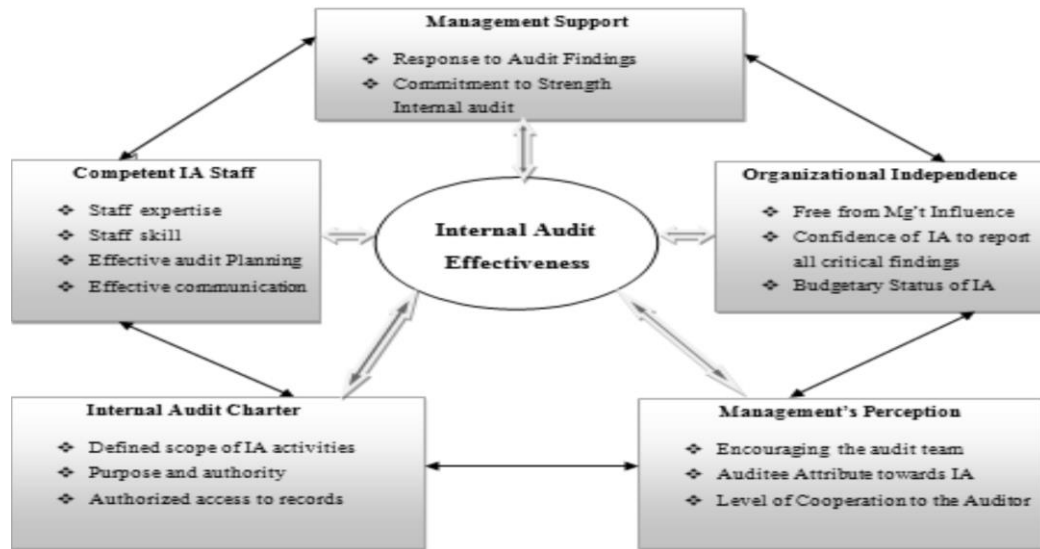 Management Support
❖ Response to Audit Findings
❖ Commitment to Strength
Internal audit
Competent IA Staff
❖ Staff expertise
❖ Staff skill
❖ Effective audit Planning
❖ Effective communication
Internal Audit
Effectiveness
Organizational Independence
❖ Free from Mg't Influence
❖ Confidence of IA to report
all critical findings
❖ Budgetary Status of IA
Internal Audit Charter
❖ Defined scope of IA activities
❖ Purpose and authority
❖ Authorized access to records
Management's Perception
❖ Encouraging the audit team
❖ Auditee Attribute towards IA
❖ Level of Cooperation to the Auditor